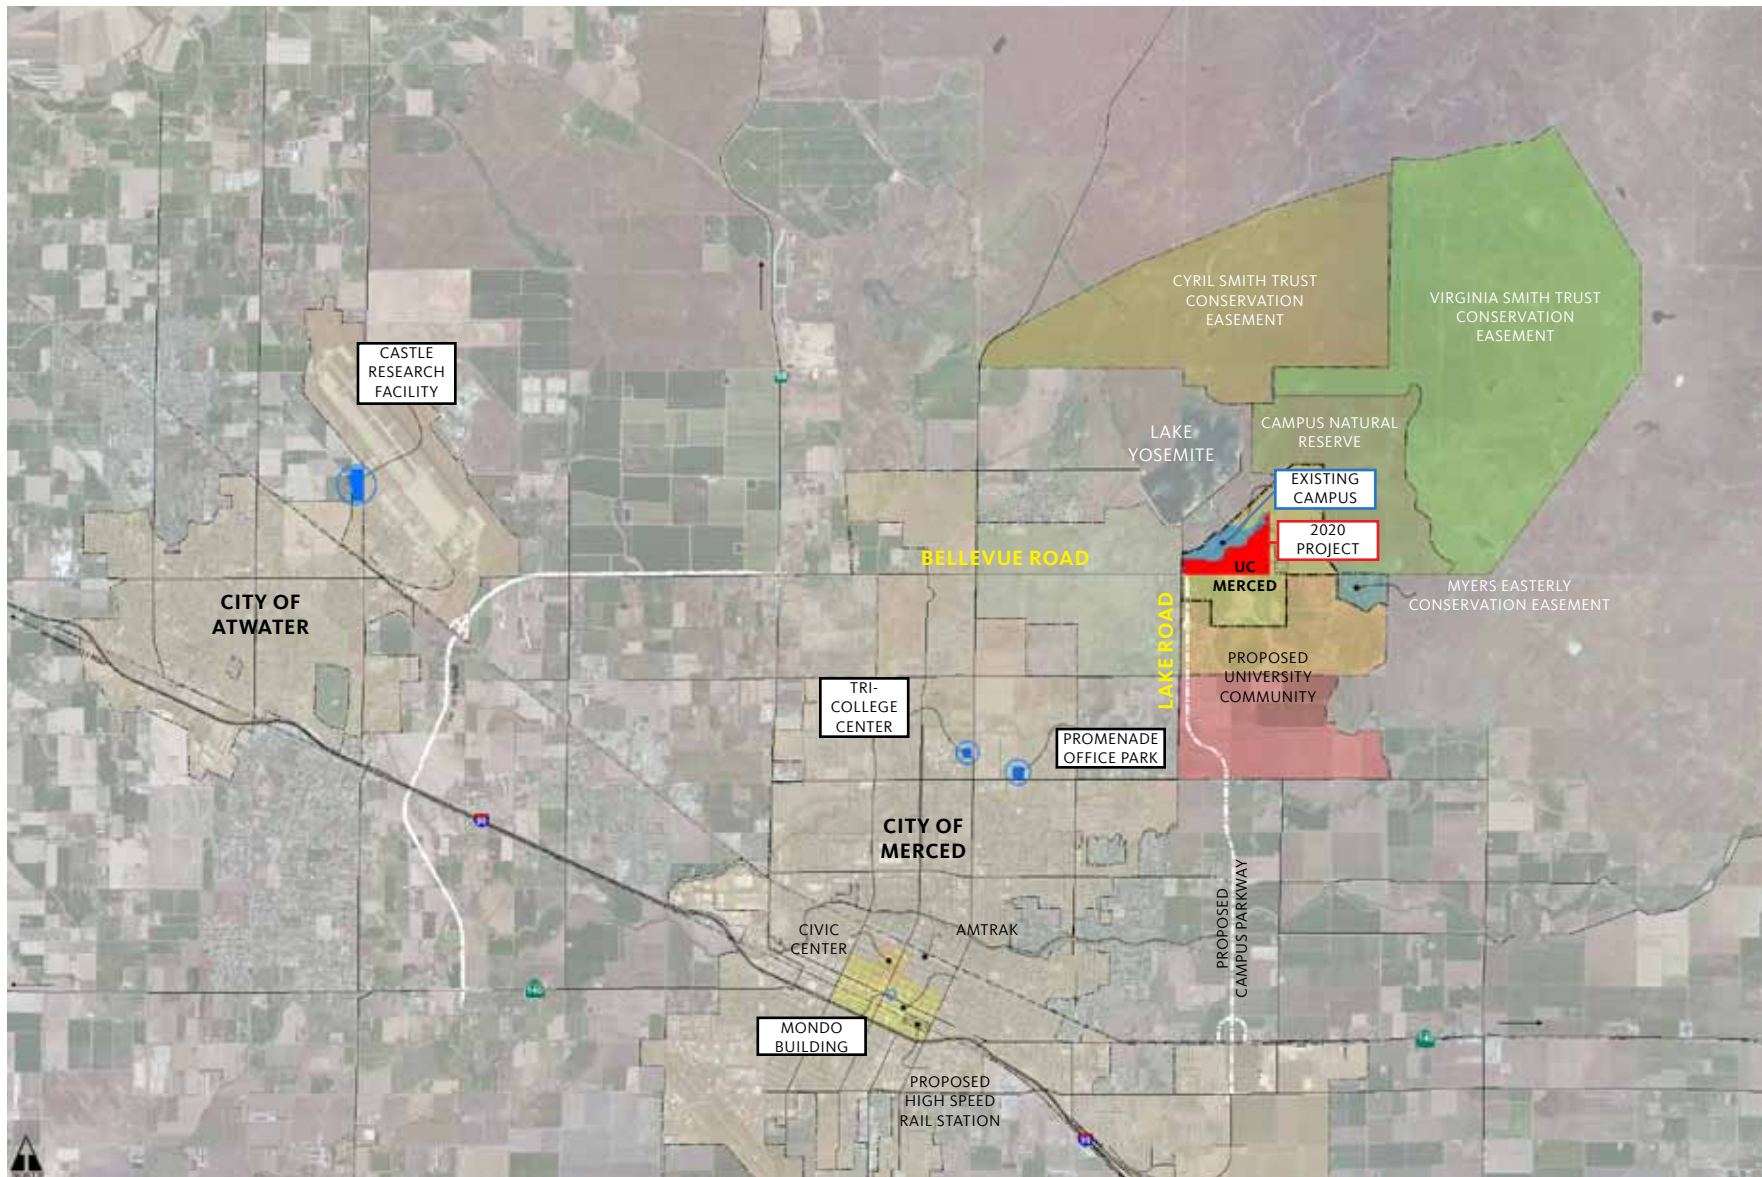 CYRIL SMITH TRUST
CONSERVATION
EASEMENT
VIRGINIA SMITH TRUST
CONSERVATION
EASEMENT
CASTLE
RESEARCH
FACILITY
CAMPUS NATURAL
RESERVE
LAKE
YOSEMITE
EXISTING
CAMPUS
2020
PROJECT
BELLEVUE ROAD
UC
MERCED
MYERS EASTERLY
CONSERVATION EASEMENT
CITY OF
ATWATER
LAKE ROAD
PROPOSED
UNIVERSITY
COMMUNITY
TRI-
COLLEGE
CENTER
PROMENADE
OFFICE PARK
CITY OF
MERCED
PROPOSED
CAMPUS PARKWAY
CIVIC
CENTER
AMTRAK
140
MONDO
BUILDING
PROPOSED
HIGH SPEED
RAIL STATION